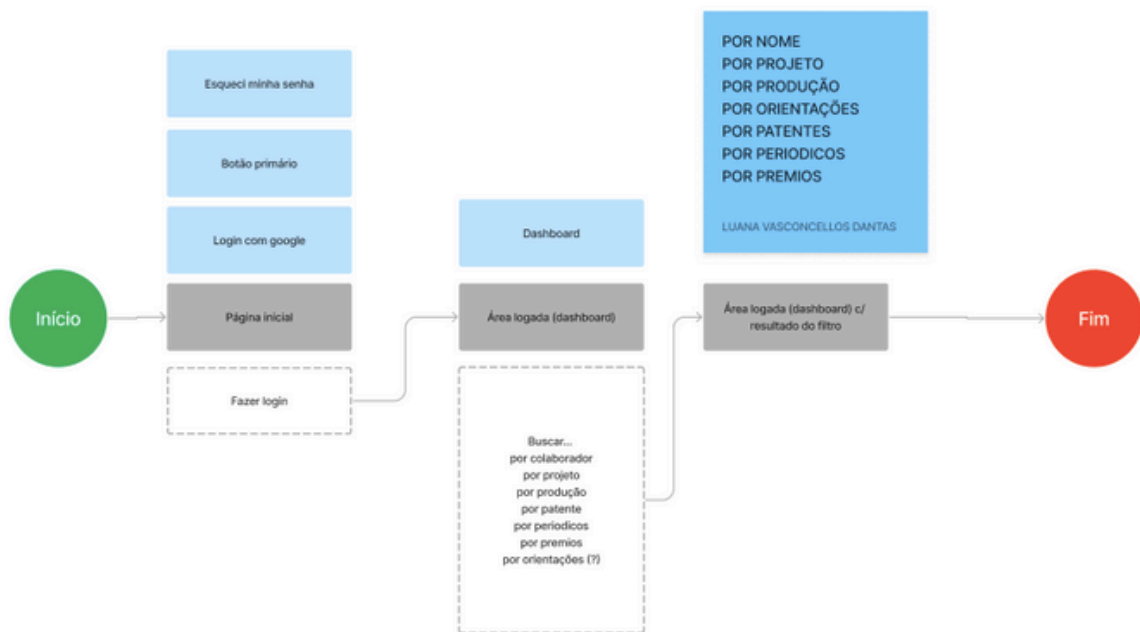 Início
Esqueci minha senha
Botão primário
Login com google
Página inicial
Fazer login
Dashboard
Área logada (dashboard)
Buscar...
por colaborador
por projeto
por produção
por patente
por periodicos
por premios
por orientações (?)
POR NOME
POR PROJETO
POR PRODUÇÃO
POR ORIENTAÇÕES
POR PATENTES
POR PERIODICOS
POR PREMIOS
LUANA VASCONCELLOS DANTAS
Área logada (dashboard) c/
resultado do filtro
Fim